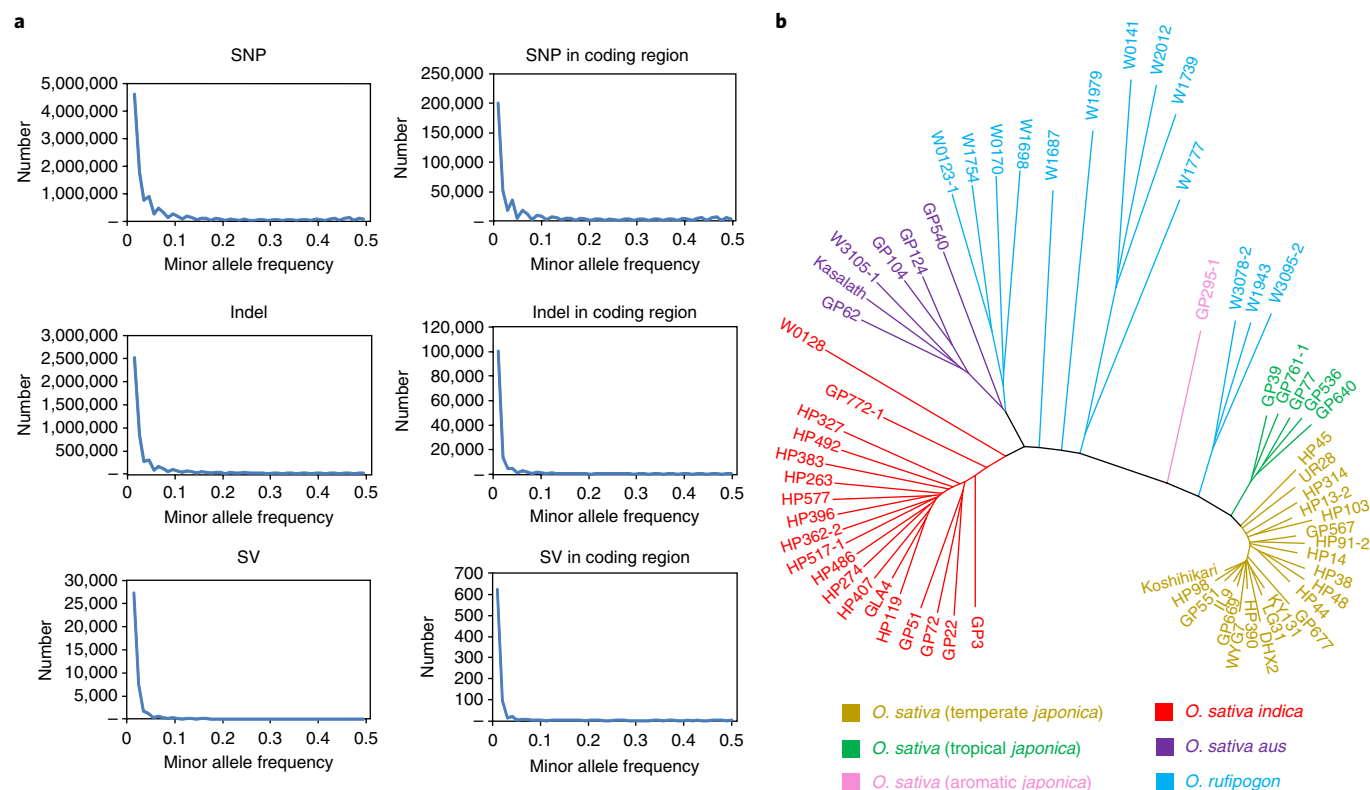 a
SNP
5,000,000
4,000,000
3,000,000
2,000,000
1,000,000
–
0
0.1
0.2
0.3
0.4
0.5
Number
Minor allele frequency
SNP in coding region
250,000
200,000
150,000
100,000
50,000
–
0
0.1
0.2
0.3
0.4
0.5
Number
Minor allele frequency
Indel
3,000,000
2,500,000
2,000,000
1,500,000
1,000,000
500,000
–
0
0.1
0.2
0.3
0.4
0.5
Number
Minor allele frequency
Indel in coding region
120,000
100,000
80,000
60,000
40,000
20,000
–
0
0.1
0.2
0.3
0.4
0.5
Number
Minor allele frequency
SV
30,000
25,000
20,000
15,000
10,000
5,000
–
0
0.1
0.2
0.3
0.4
0.5
Number
Minor allele frequency
SV in coding region
700
600
500
400
300
200
100
–
0
0.1
0.2
0.3
0.4
0.5
Number
Minor allele frequency
b
W0128
GP62
Kasalath
W3105-1
GP104
GP124
GP540
W0123-1
W1754
W0170
W1698
W1687
W1979
W0141
W2012
W1739
W1777
GP295-1
W3078-2
W1943
W3095-2
GP39
GP761-1
GP77
GP536
GP640
HP45
UR28
HP314
HP13-2
HP103
GP567
HP91-2
HP14
HP38
HP48
HP44
GP677
TY131
LG31
DHX2
HP390
WYG7
GP669
IL9
GP551
HP98
Koshihikari
GP3
GP22
GP72
GP51
HP119
GLA4
HP407
HP274
HP486
HP517-1
HP362-2
HP396
HP577
HP263
HP383
HP492
HP327
GP772-1
O. sativa (temperate japonica)
O. sativa (tropical japonica)
O. sativa (aromatic japonica)
O. sativa indica
O. sativa aus
O. rufipogon